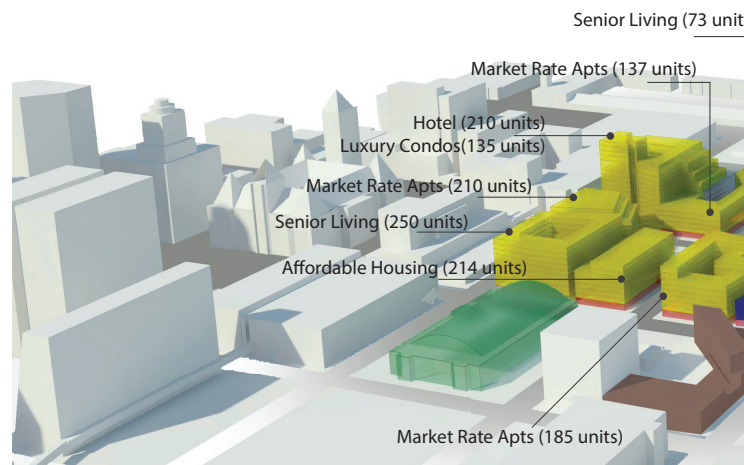 Senior Living (73 unit
Market Rate Apts (137 units)
Hotel (210 units)
Luxury Condos(135 units)
Market Rate Apts (210 units)
Senior Living (250 units)
Affordable Housing (214 units)
Market Rate Apts (185 units)